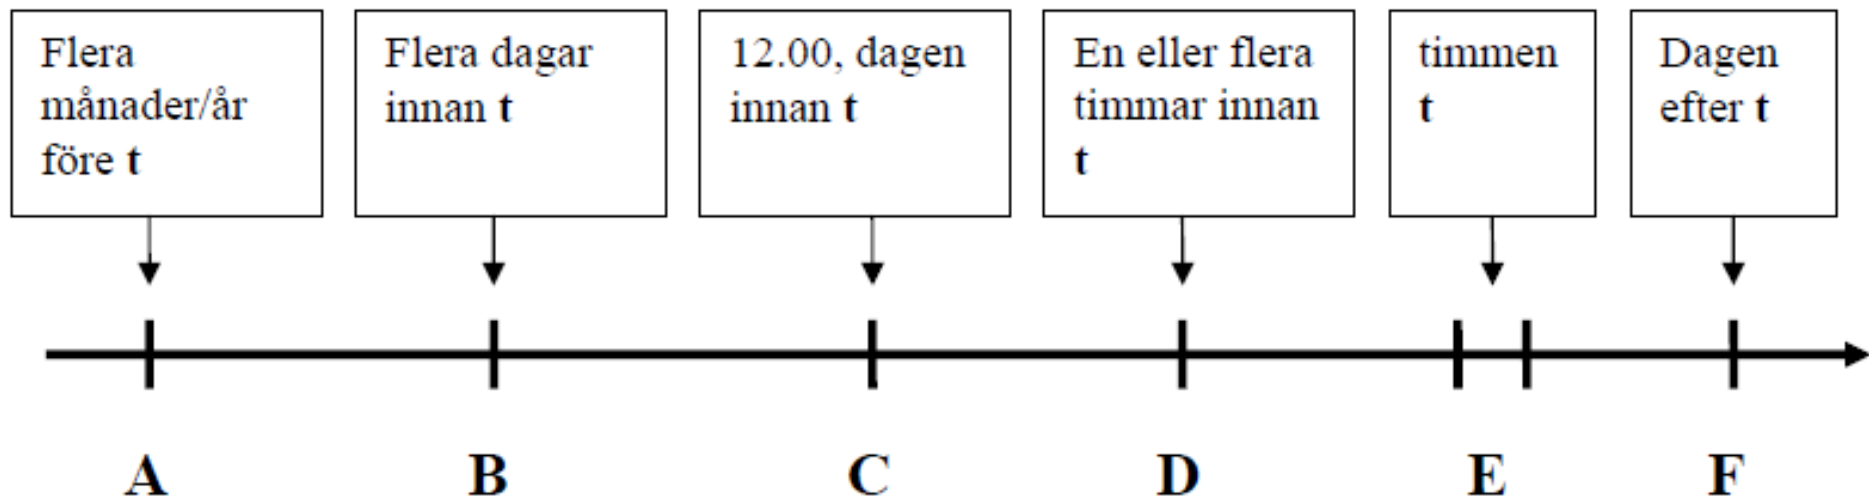 Flera
månader/år
före t
Flera dagar
innan t
12.00, dagen
innan t
En eller flera
timmar innan
t
timmen
t
Dagen
efter t
A
B
C
D
E
F